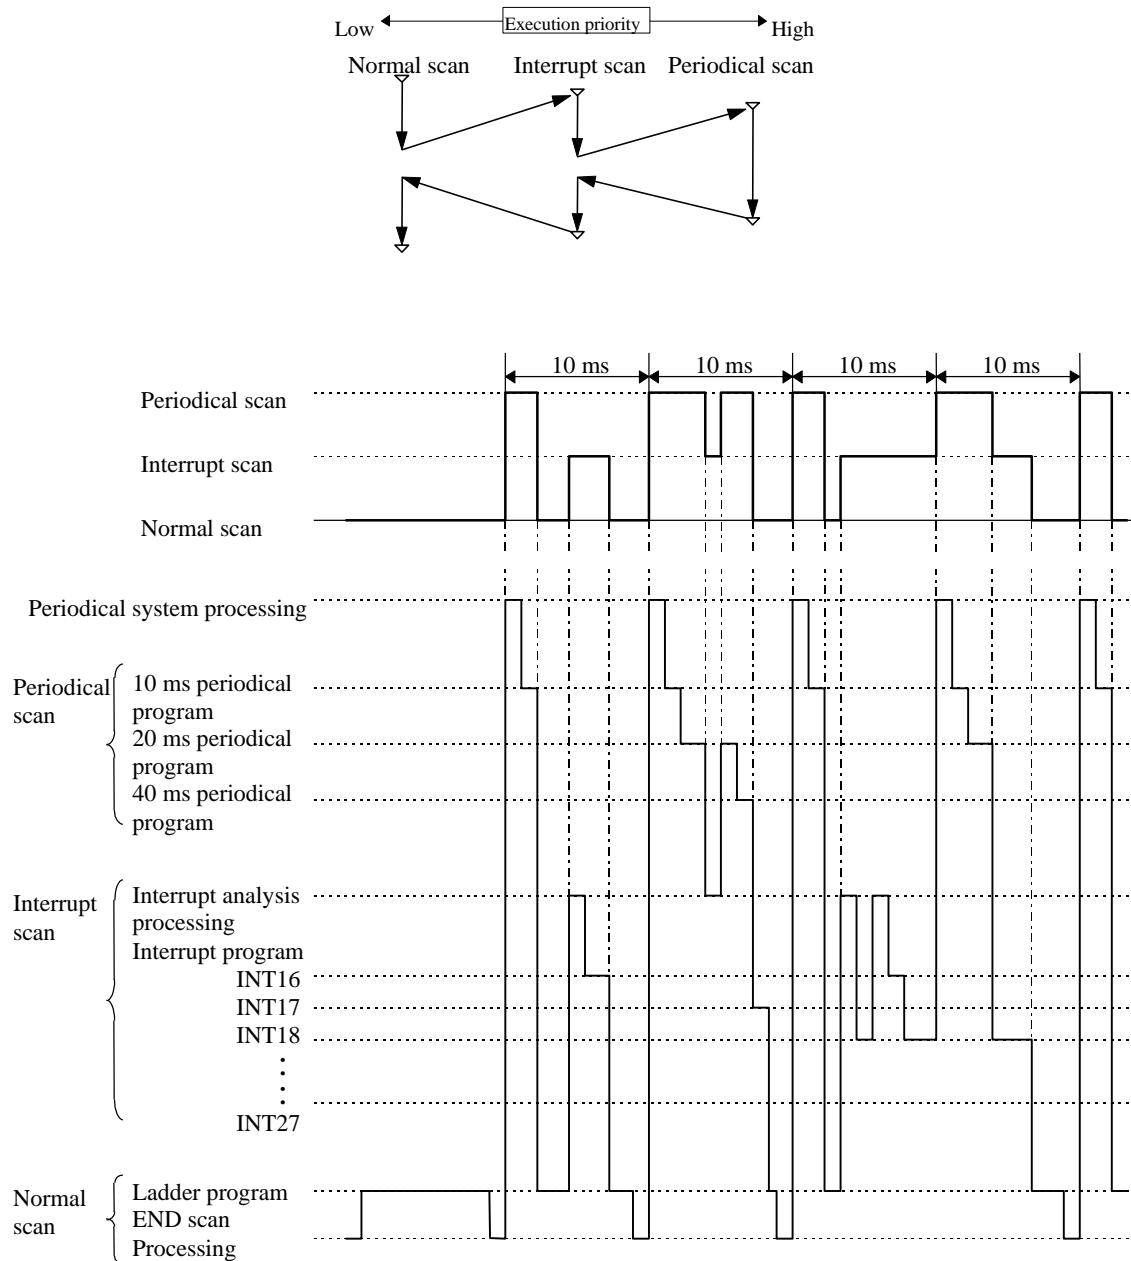 Low
Execution priority
High
Normal scan
Interrupt scan
Periodical scan
10 ms
10 ms
10 ms
10 ms
Periodical scan
Interrupt scan
Normal scan
Periodical system processing
Periodical
scan
10 ms periodical
program
20 ms periodical
program
40 ms periodical
program
Interrupt
scan
Interrupt analysis
processing
Interrupt program
INT16
INT17
INT18
INT27
Normal
scan
Ladder program
END scan
Processing